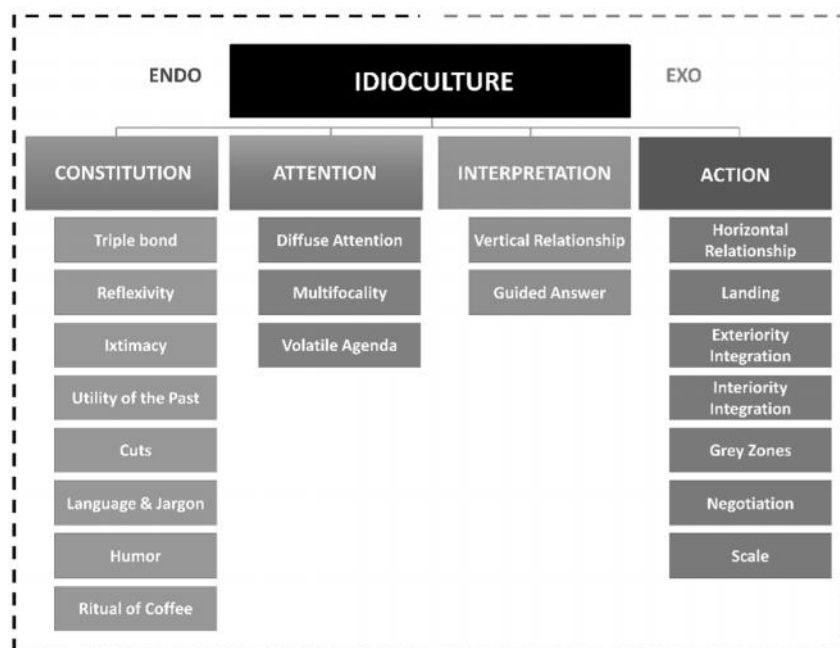 ENDO
IDIOCULTURE
EXO
CONSTITUTION
Triple bond
Reflexivity
Ixtimacy
Utility of the Past
Cuts
Language & Jargon
Humor
Ritual of Coffee
ATTENTION
Diffuse Attention
Multifocality
Volatile Agenda
INTERPRETATION
Vertical Relationship
Guided Answer
ACTION
Horizontal
Relationship
Landing
Exteriority
Integration
Interiority
Integration
Grey Zones
Negotiation
Scale